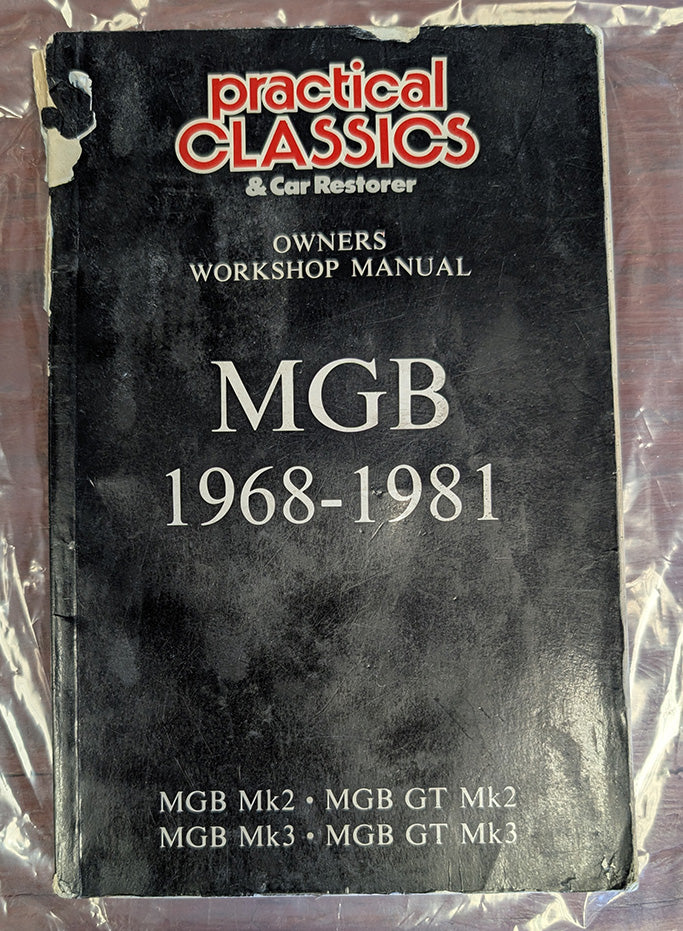 practical
CLASSICS
& Car Restorer
OWNERS
WORKSHOP MANUAL
MGB
1968-1981
MGB Mk2 • MGB GT Mk2
MGB Mk3 • MGB GT Mk3